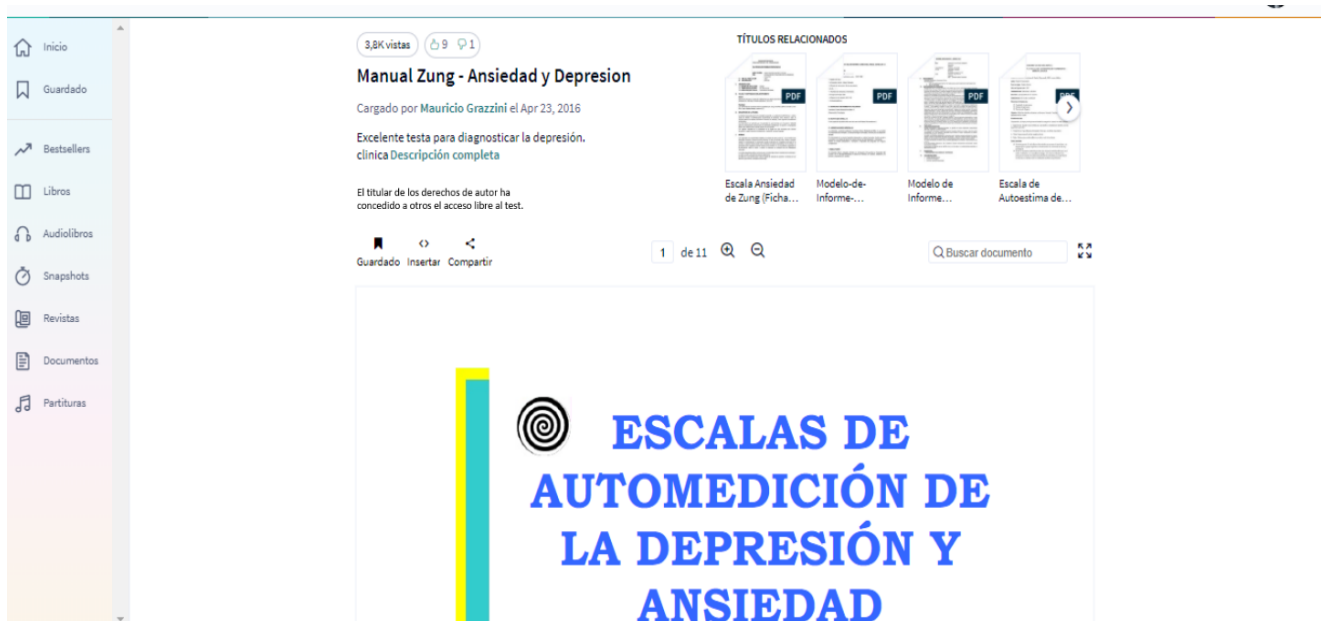 Inicio
Guardado
Bestsellers
Libros
Audiolibros
Snapshots
Revistas
Documentos
Partituras
3,8K vistas
9
1
Manual Zung - Ansiedad y Depresion
Cargado por Mauricio Grazzini el Apr 23, 2016
Excelente testa para diagnosticar la depresión.
clinica Descripción completa
El titular de los derechos de autor ha
concedido a otros el acceso libre al test.
TÍTULOS RELACIONADOS
PDF
PDF
PDF
PDF
Escala Ansiedad
de Zung (Ficha...
Modelo-de-
Informe-...
Modelo de
Informe...
Escala de
Autoestima de...
Guardado Insertar Compartir
1 de 11
Buscar documento
ESCALAS DE
AUTOMEDICIÓN DE
LA DEPRESIÓN Y
ANSIEDAD